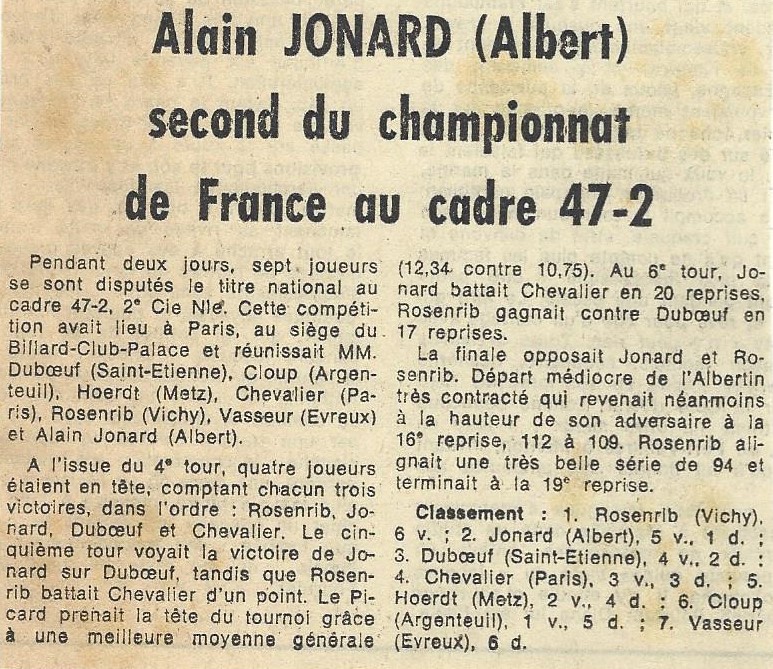 Alain JONARD (Albert)
second du championnat
de France au cadre 47-2
Pendant deux jours, sept joueurs
se sont disputés le titre national au
cadre 47-2, 2e Cie Nle. Cette compéti-
tion avait lieu à Paris, au siège du
Billard-Club-Palace et réunissait MM.
Dubœuf (Saint-Etienne), Cloup (Argen-
teuil), Hoerdt (Metz), Chevalier (Pa-
ris), Rosenrib (Vichy), Vasseur (Evreux)
et Alain Jonard (Albert).
A l'issue du 4e tour, quatre joueurs
étaient en tête, comptant chacun trois
victoires, dans l'ordre : Rosenrib, Jo-
nard, Dubœuf et Chevalier. Le cin-
quième tour voyait la victoire de Jo-
nard sur Dubœuf, tandis que Rosen-
rib battait Chevalier d'un point. Le Pi-
card prenait la tête du tournoi grâce
à une meilleure moyenne générale
(12,34 contre 10,75). Au 6e tour, Jo-
nard battait Chevalier en 20 reprises,
Rosenrib gagnait contre Dubœuf en
17 reprises.
La finale opposait Jonard et Ro-
senrib. Départ médiocre de l'Albertin
très contracté qui revenait néanmoins
à la hauteur de son adversaire à la
16e reprise, 112 à 109. Rosenrib ali-
gnait une très belle série de 94 et
terminait à la 19e reprise.
Classement : 1. Rosenrib (Vichy),
6 v. ; 2. Jonard (Albert), 5 v., 1 d. ;
3. Dubœuf (Saint-Etienne), 4 v., 2 d. ;
4. Chevalier (Paris), 3 v., 3 d. ; 5.
Hoerdt (Metz), 2 v., 4 d. ; 6. Cloup
(Argenteuil), 1 v., 5 d. ; 7. Vasseur
(Evreux), 6 d.